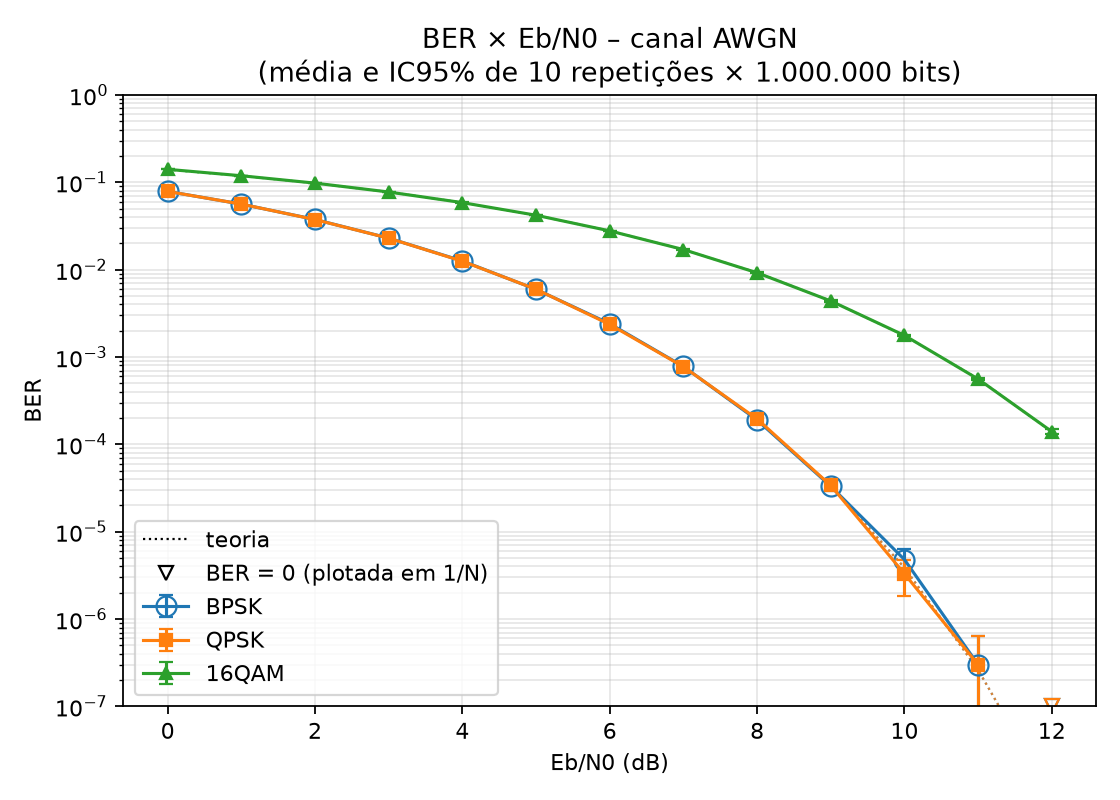 BER × Eb/N0 – canal AWGN
(média e IC95% de 10 repetições × 1.000.000 bits)
10⁰
10⁻¹
10⁻²
10⁻³
10⁻⁴
10⁻⁵
10⁻⁶
10⁻⁷
BER
teoria
BER = 0 (plotada em 1/N)
BPSK
QPSK
16QAM
0 2 4 6 8 10 12
Eb/N0 (dB)